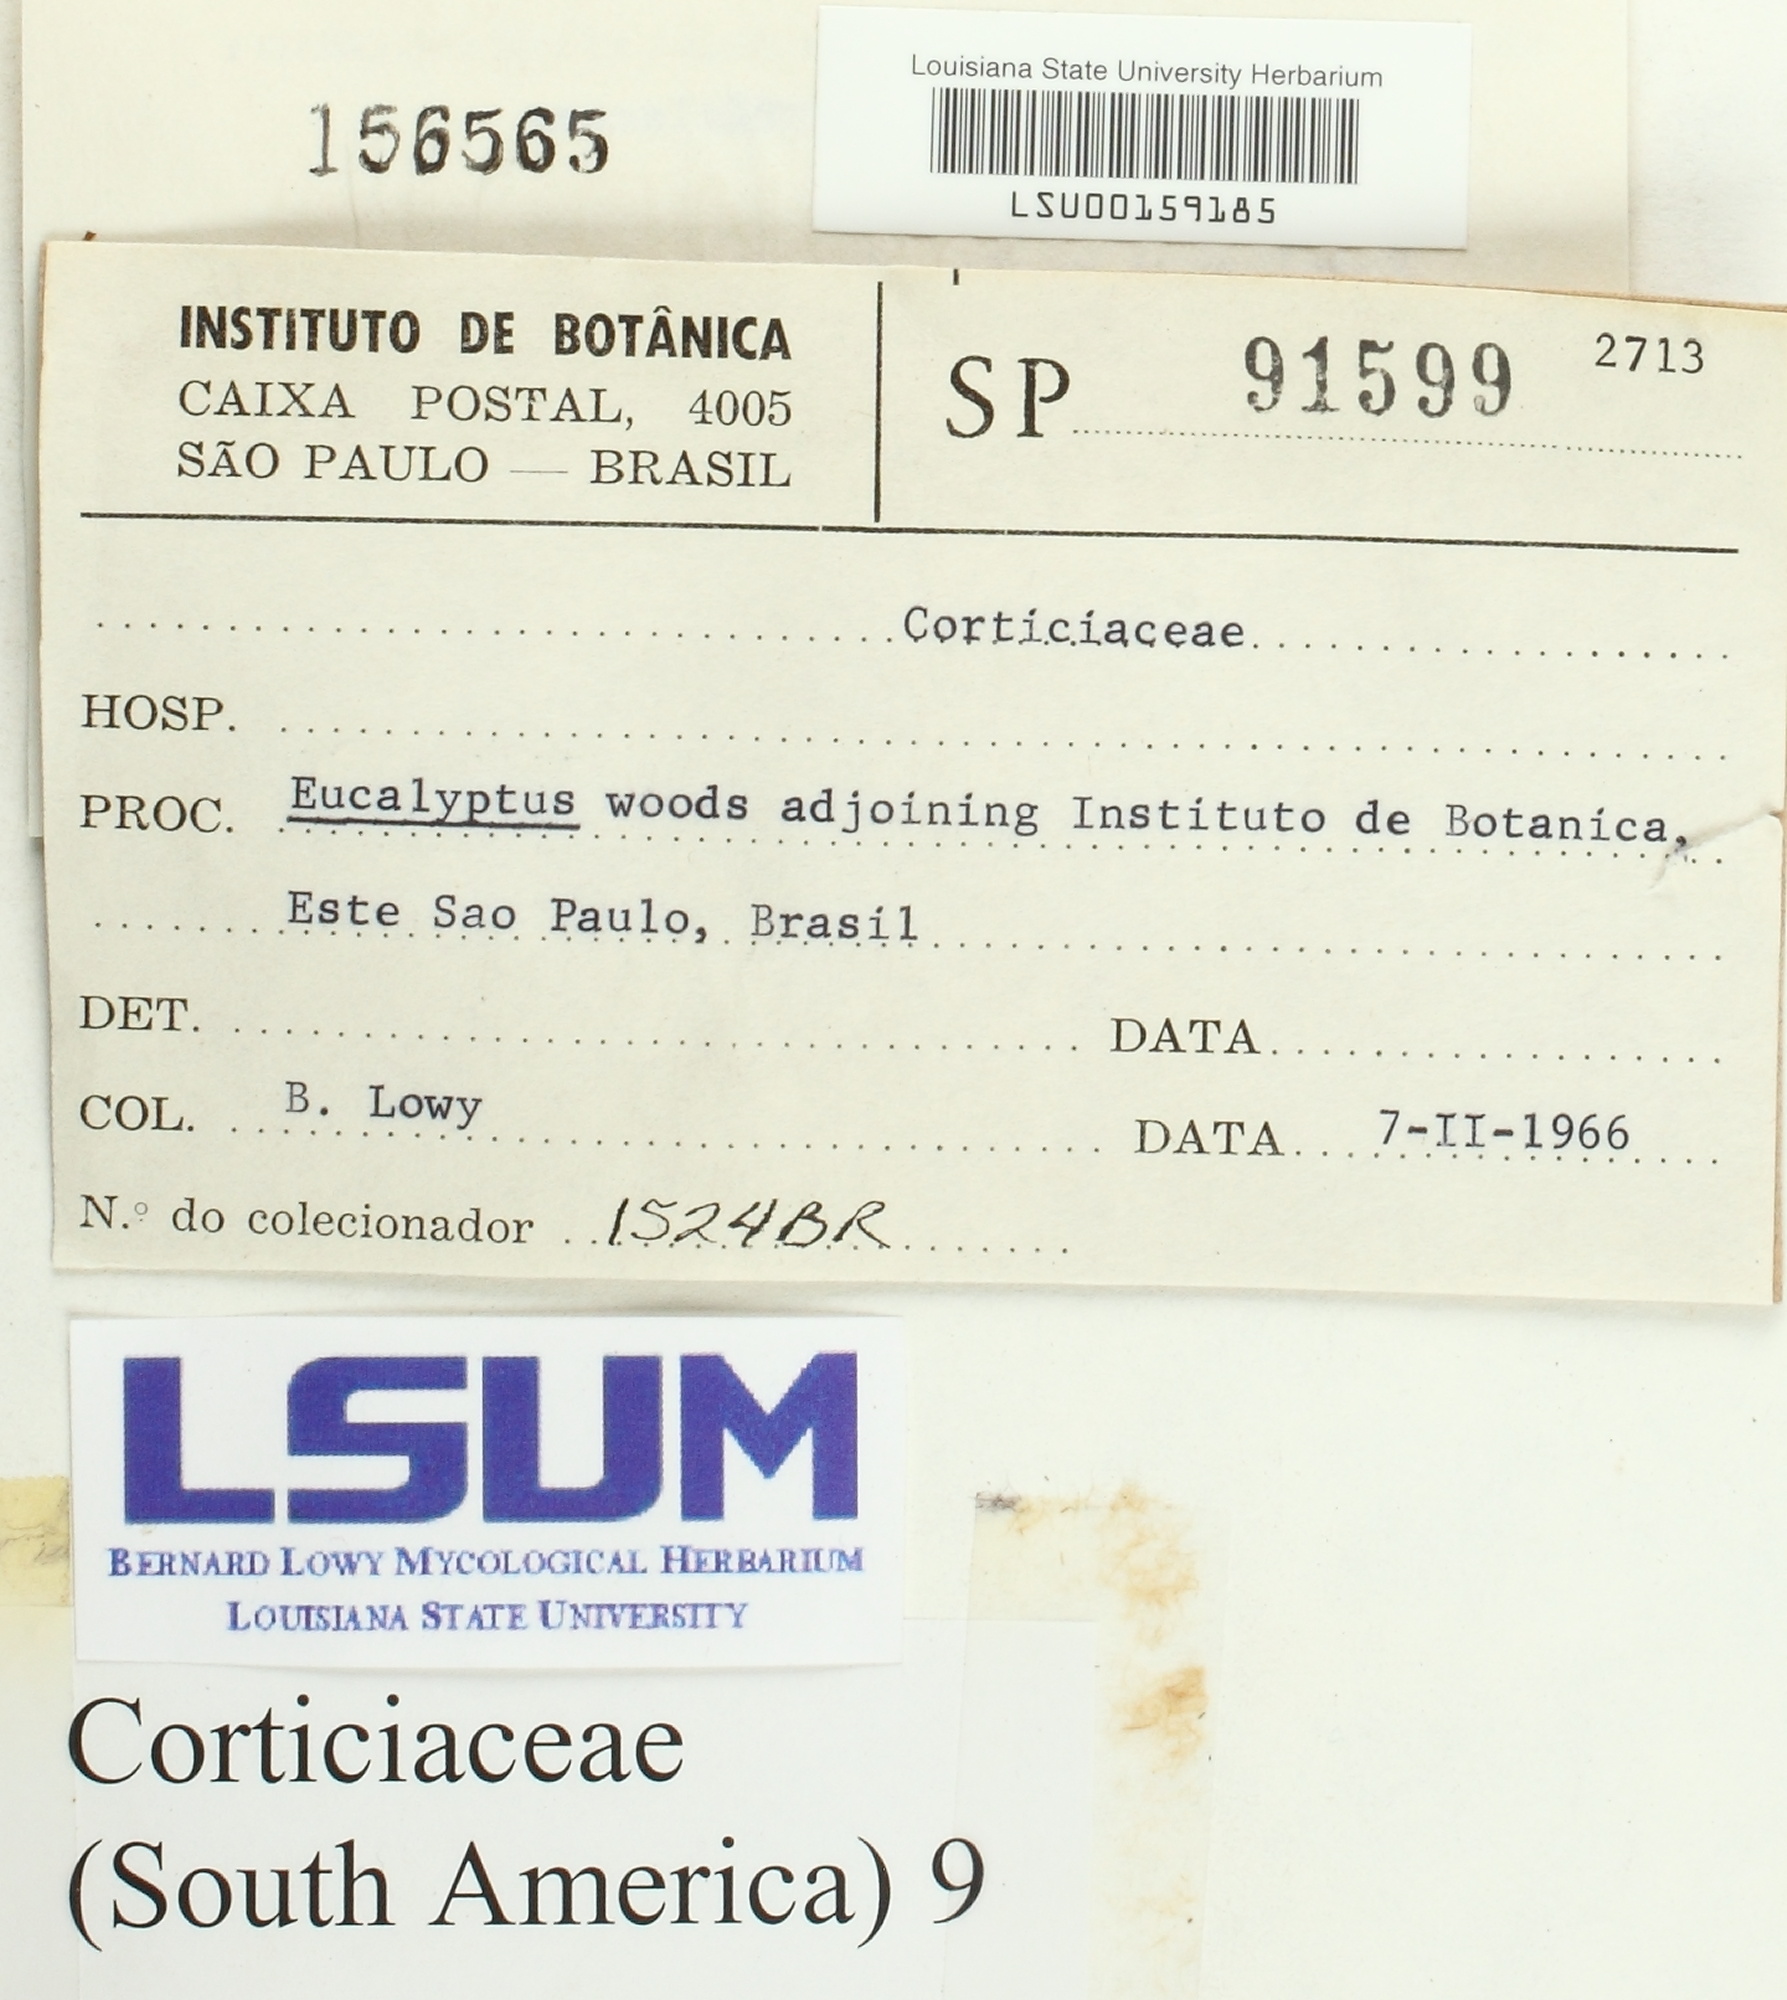 Louisiana State University Herbarium
156565
LSU00159185
INSTITUTO DE BOTÂNICA
CAIXA POSTAL, 4005
SÃO PAULO — BRASIL
SP 91599 2713
Corticiaceae
HOSP.
PROC. Eucalyptus woods adjoining Instituto de Botanica,
Este Sao Paulo, Brasil
DET. DATA
COL. B. Lowy DATA 7-II-1966
N.º do colecionador 1524BR
LSUM
BERNARD LOWY MYCOLOGICAL HERBARIUM
LOUISIANA STATE UNIVERSITY
Corticiaceae
(South America) 9